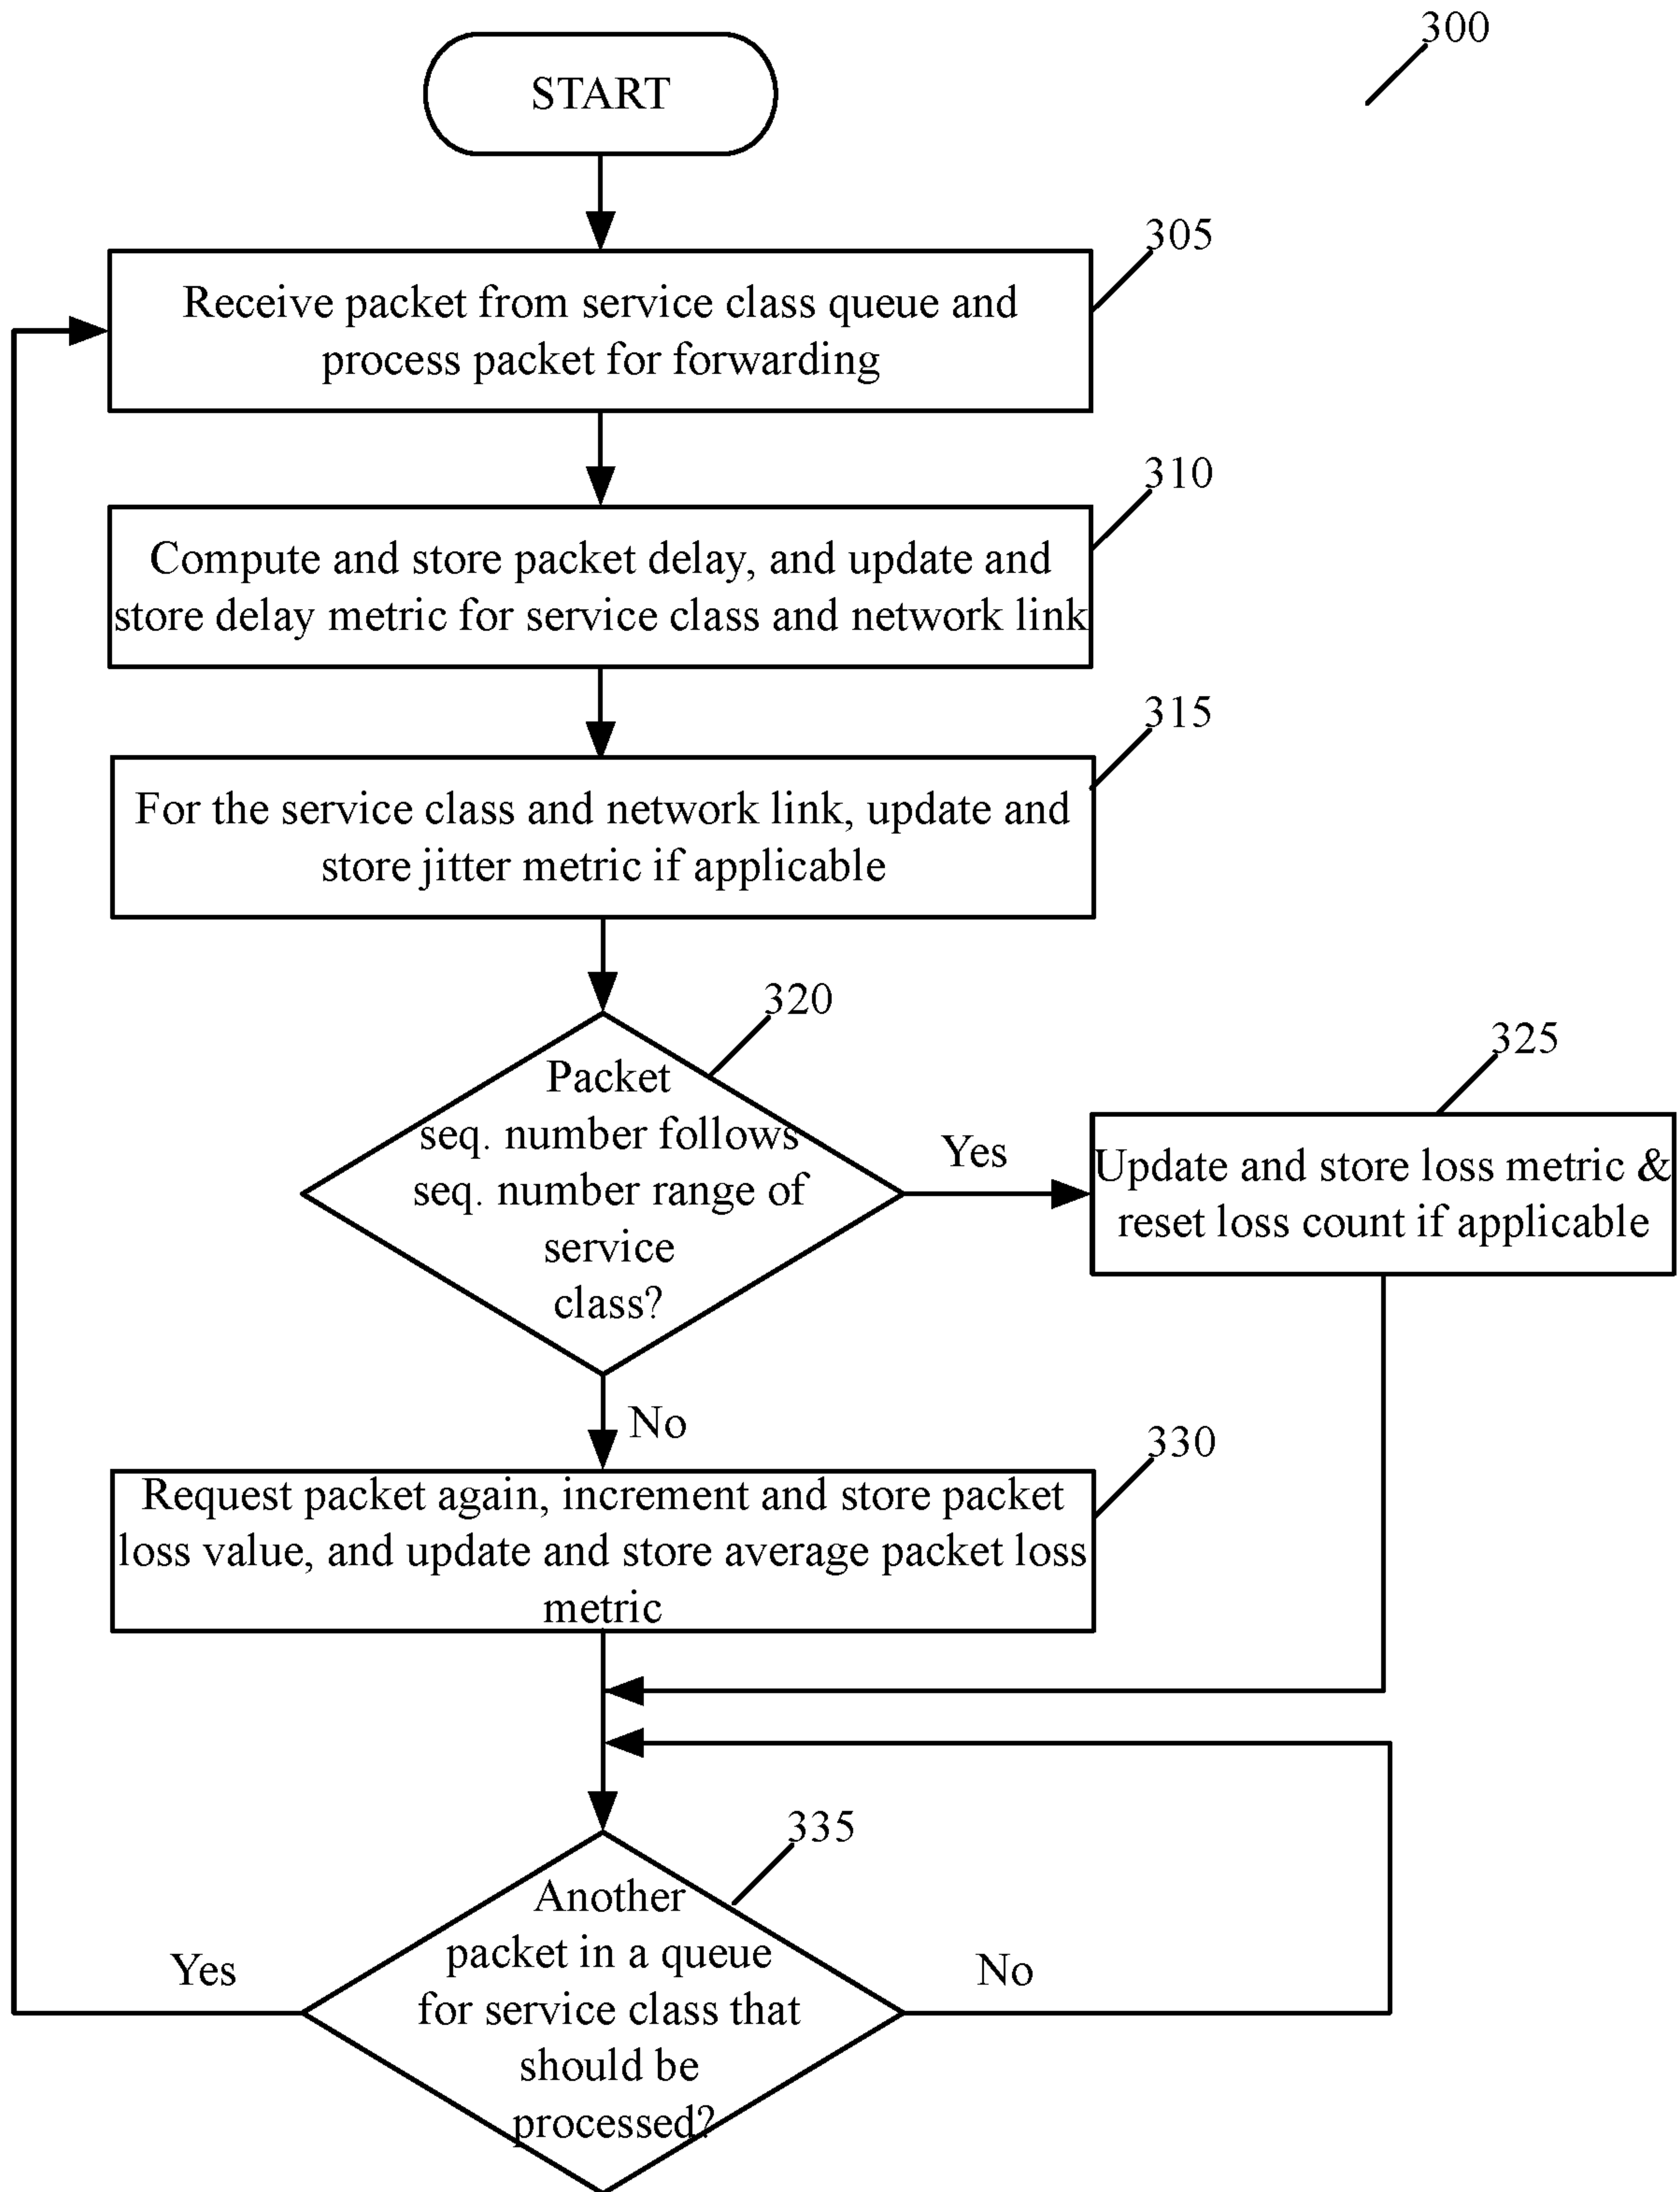 300
START
305
Receive packet from service class queue and
process packet for forwarding
310
Compute and store packet delay, and update and
store delay metric for service class and network link
315
For the service class and network link, update and
store jitter metric if applicable
320
Packet
seq. number follows
seq. number range of
service
class?
Yes
325
Update and store loss metric &
reset loss count if applicable
No
330
Request packet again, increment and store packet
loss value, and update and store average packet loss
metric
335
Another
packet in a queue
for service class that
should be
processed?
Yes
No